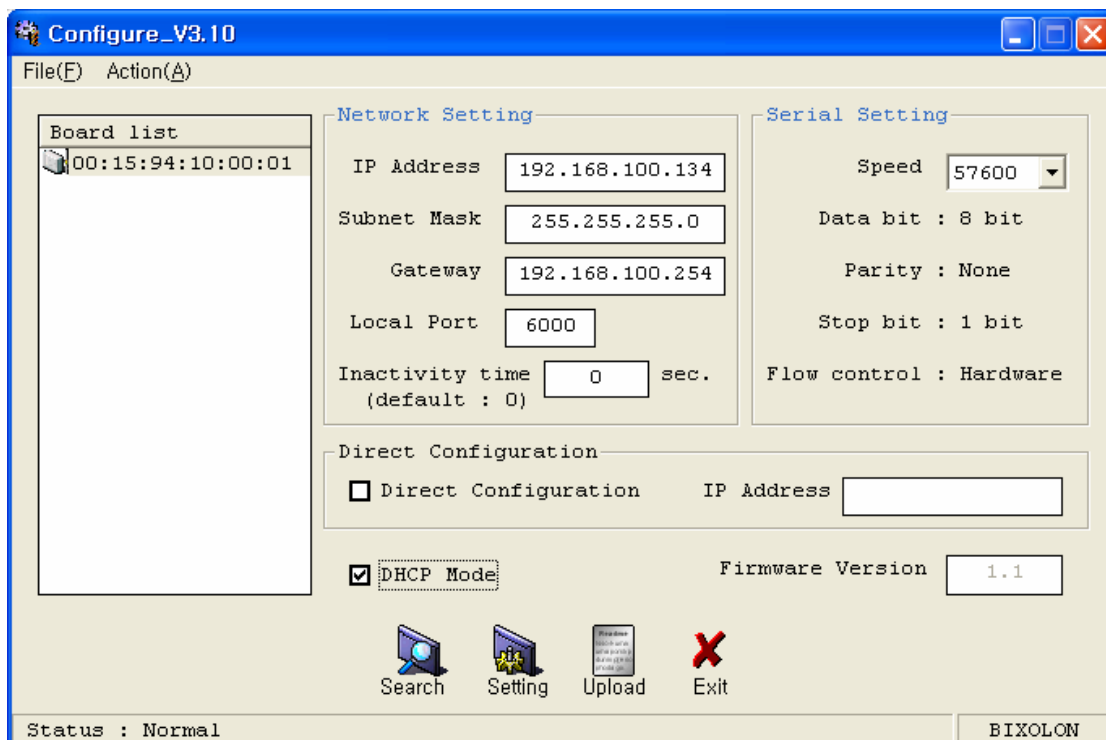 Configure_V3.10
File(F) Action(A)
Board list
00:15:94:10:00:01
Network Setting
IP Address 192.168.100.134
Subnet Mask 255.255.255.0
Gateway 192.168.100.254
Local Port 6000
Inactivity time 0 sec.
(default : 0)
Serial Setting
Speed 57600
Data bit : 8 bit
Parity : None
Stop bit : 1 bit
Flow control : Hardware
Direct Configuration
Direct Configuration IP Address
DHCP Mode Firmware Version 1.1
Readme
Search Setting Upload Exit
Status : Normal BIXOLON